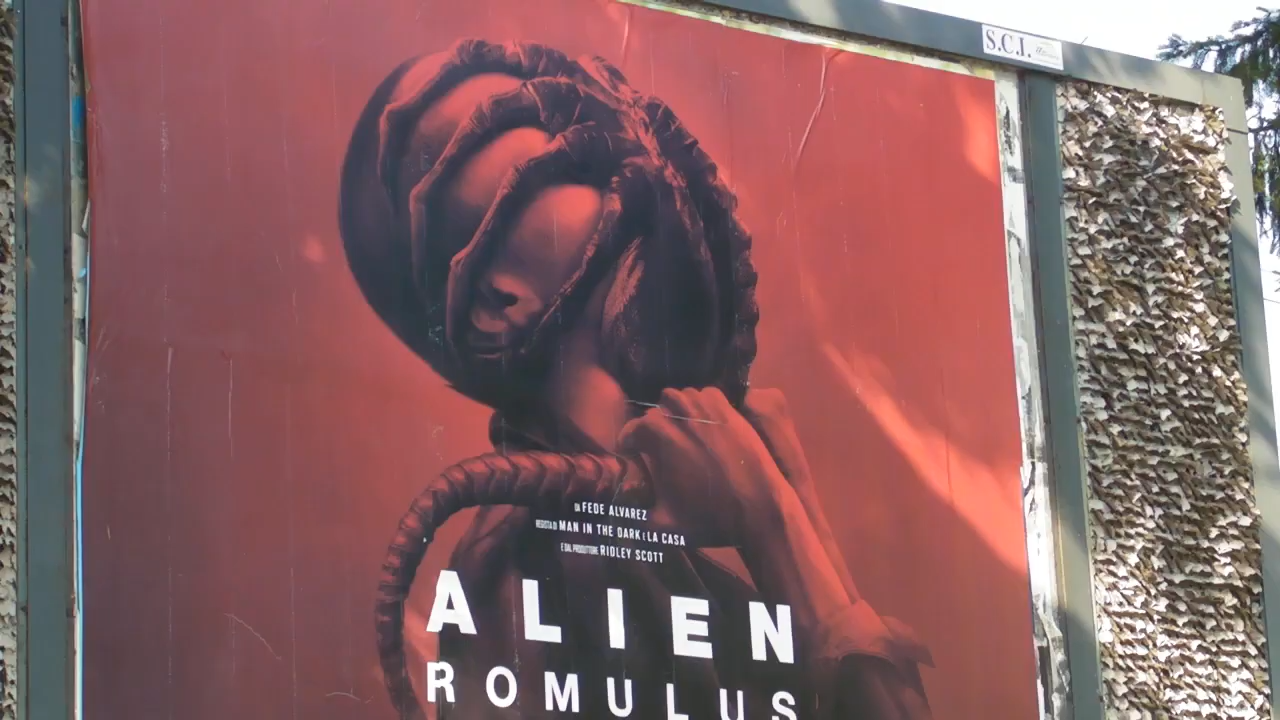 S.C.I.
DA FEDE ALVAREZ
REGISTA DI MAN IN THE DARK E LA CASA
E DAL PRODUTTORE RIDLEY SCOTT
ALIEN
ROMULUS